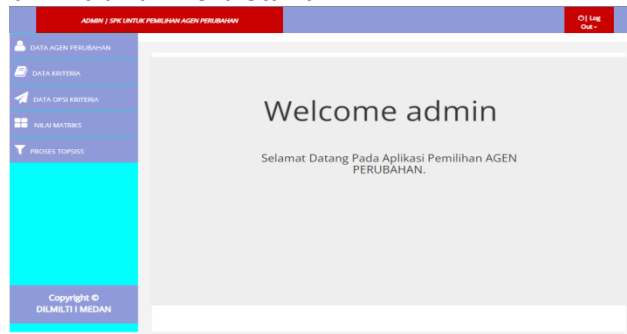 ADMIN | SPK UNTUK PEMILIHAN AGEN PERUBAHAN
| Log
Out
DATA AGEN PERUBAHAN
DATA KRITERIA
DATA OPSI KRITERIA
NILAI MATRIKS
PROSES TOPSISS
Welcome admin
Selamat Datang Pada Aplikasi Pemilihan AGEN
PERUBAHAN.
Copyright ©
DILMILTI I MEDAN